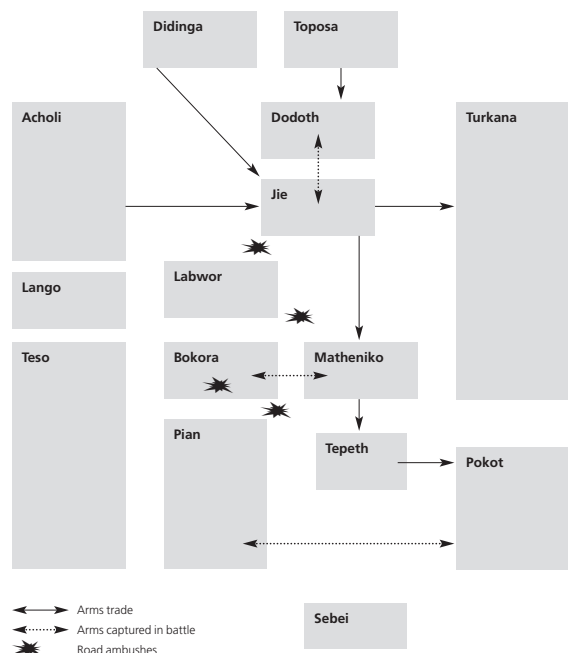 Didinga
Toposa
Acholi
Dodoth
Turkana
Jie
Lango
Labwor
Teso
Bokora
Matheniko
Pian
Tepeth
Pokot
Arms trade
Arms captured in battle
Road ambushes
Sebei